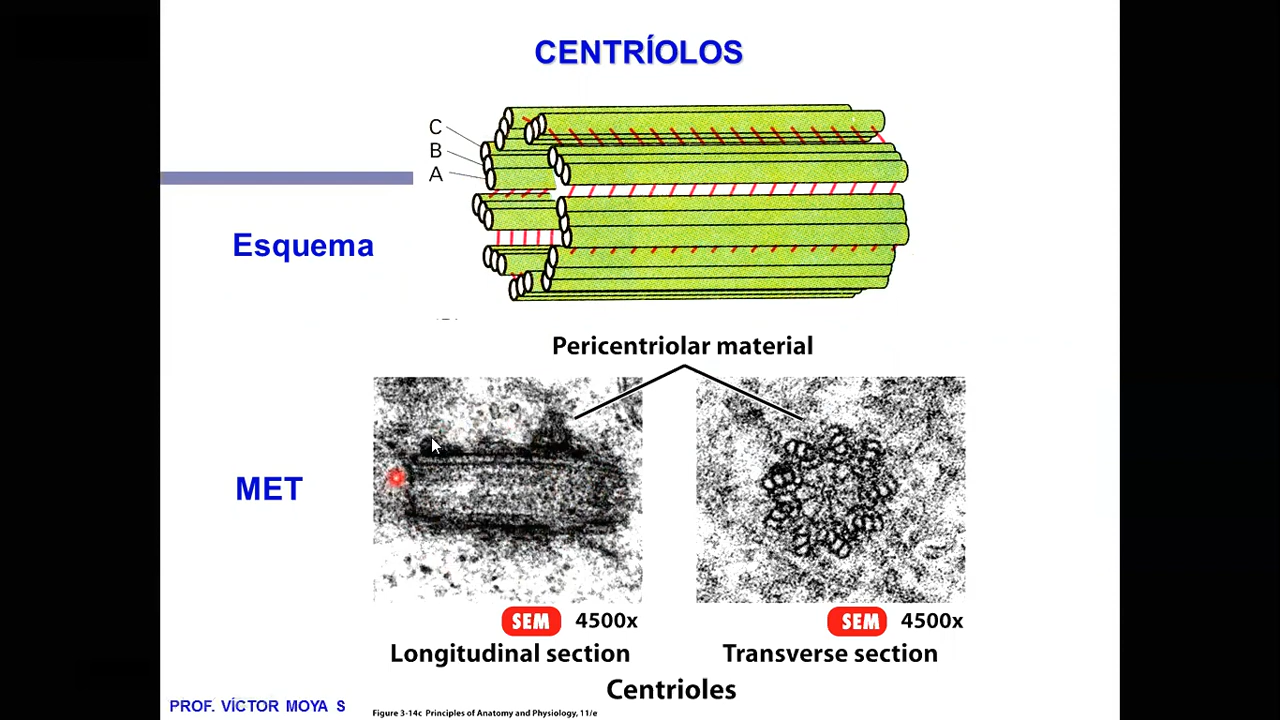 CENTRÍOLOS
C
B
A
Esquema
Pericentriolar material
MET
SEM 4500x
SEM 4500x
Longitudinal section
Transverse section
Centrioles
PROF. VÍCTOR MOYA S
Figure 3-14c Principles of Anatomy and Physiology, 11/e